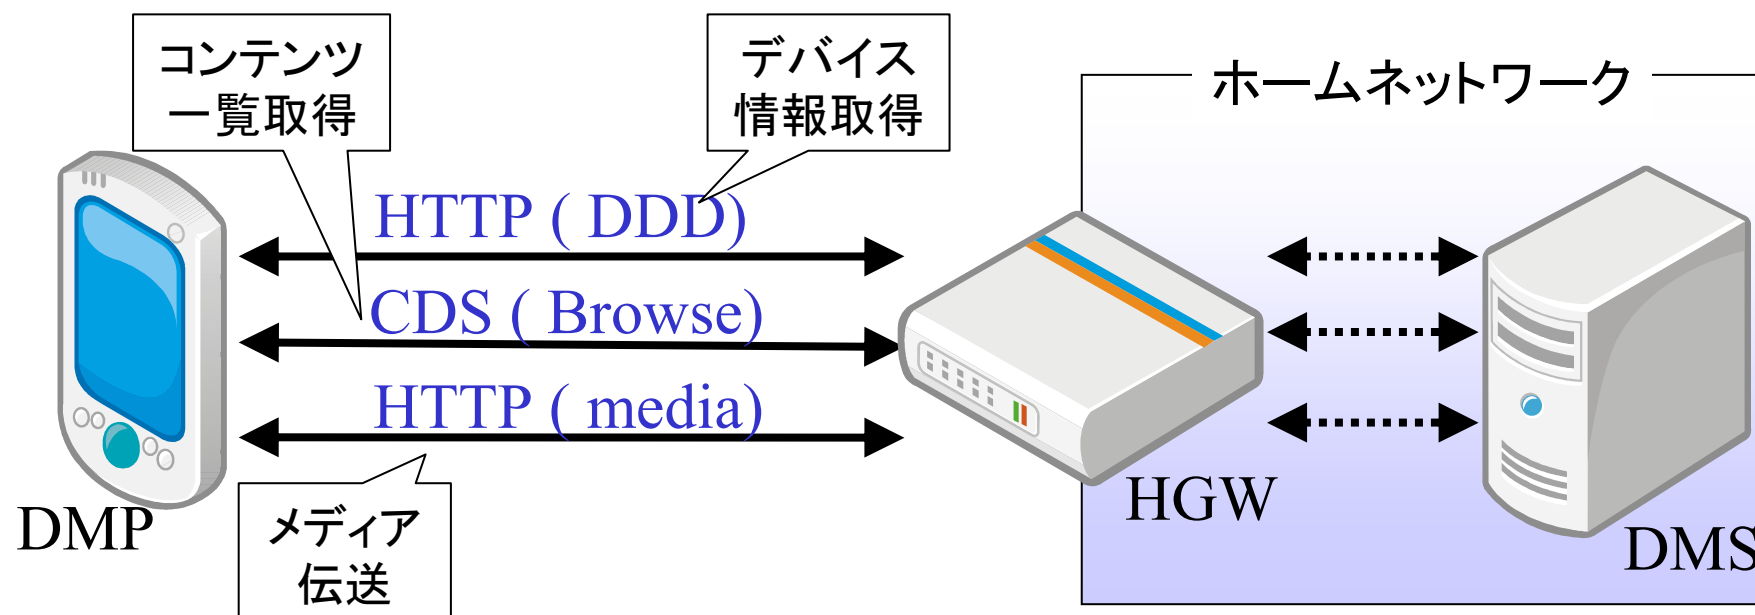 コンテンツ
一覧取得
デバイス
情報取得
ホームネットワーク
HTTP ( DDD)
CDS ( Browse)
HTTP ( media)
DMP
メディア
伝送
HGW
DMS